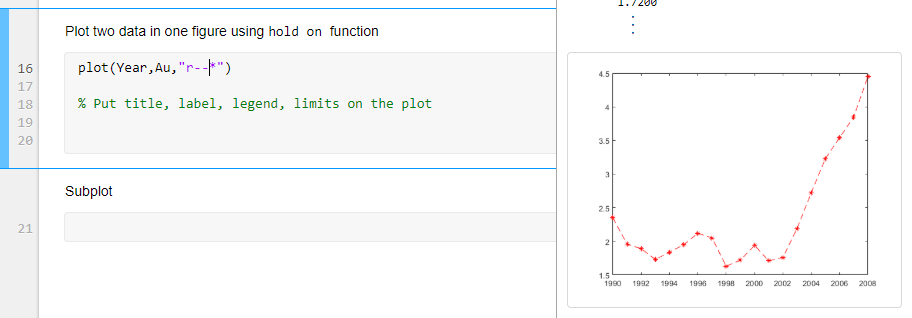 1.7200
Plot two data in one figure using hold on function
16 plot(Year,Au,"r--*")
17
18 % Put title, label, legend, limits on the plot
19
20
Subplot
21
4.5
4
3.5
3
2.5
2
1.5
1990 1992 1994 1996 1998 2000 2002 2004 2006 2008